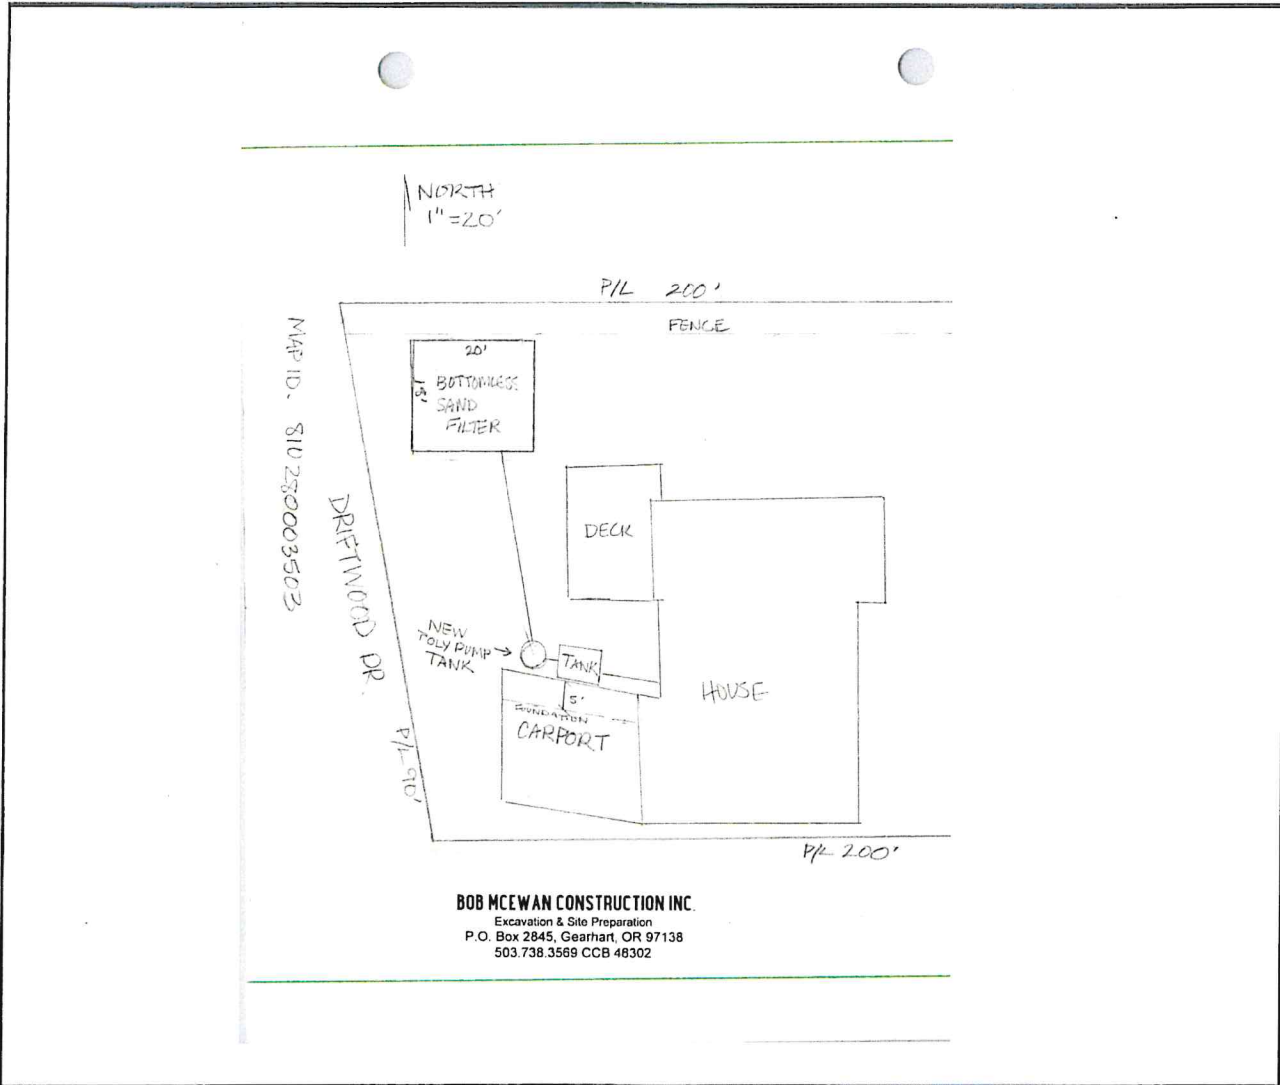 NORTH
1"=20'
P/L 200'
FENCE
20'
15'
BOTTOMLESS
SAND
FILTER
MAP ID. 810280003503
DRIFTWOOD DR.
P/L 90'
DECK
NEW
POLY PUMP
TANK
TANK
5'
FOUNDATION
CARPORT
HOUSE
P/L 200'
BOB MCEWAN CONSTRUCTION INC.
Excavation & Site Preparation
P.O. Box 2845, Gearhart, OR 97138
503.738.3569 CCB 48302